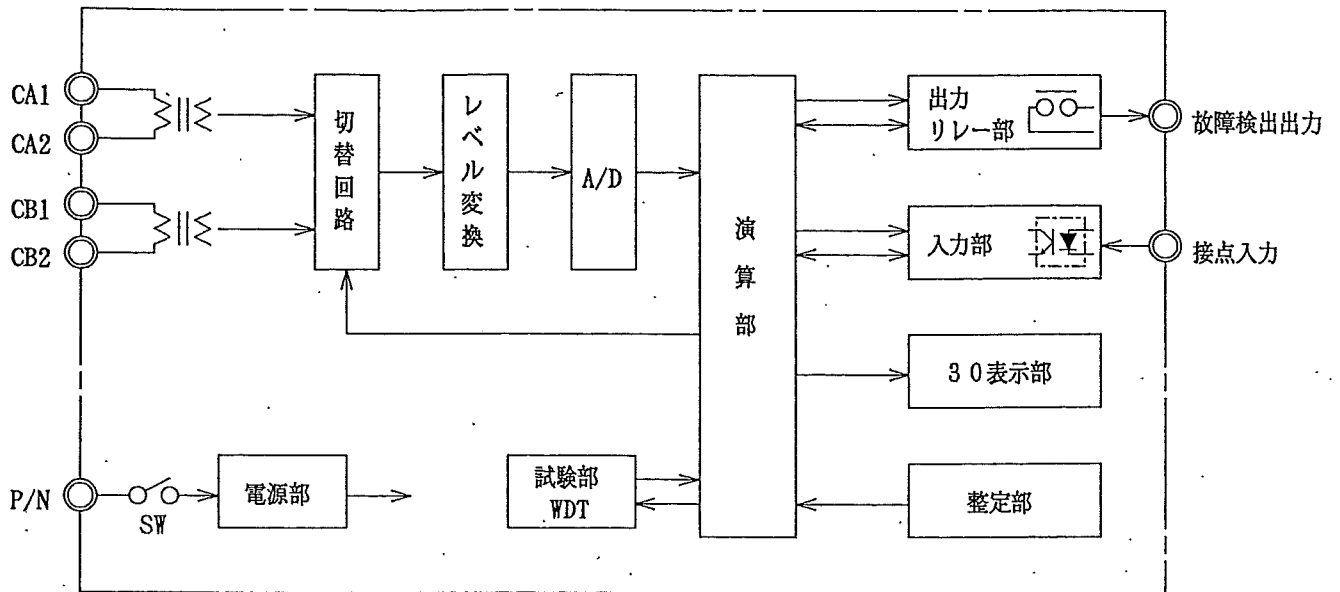 CA1
CA2
CB1
CB2
切替回路
レベル変換
A/D
演算部
出力
リレー部
故障検出出力
入力部
接点入力
30表示部
整定部
試験部
WDT
P/N
SW
電源部